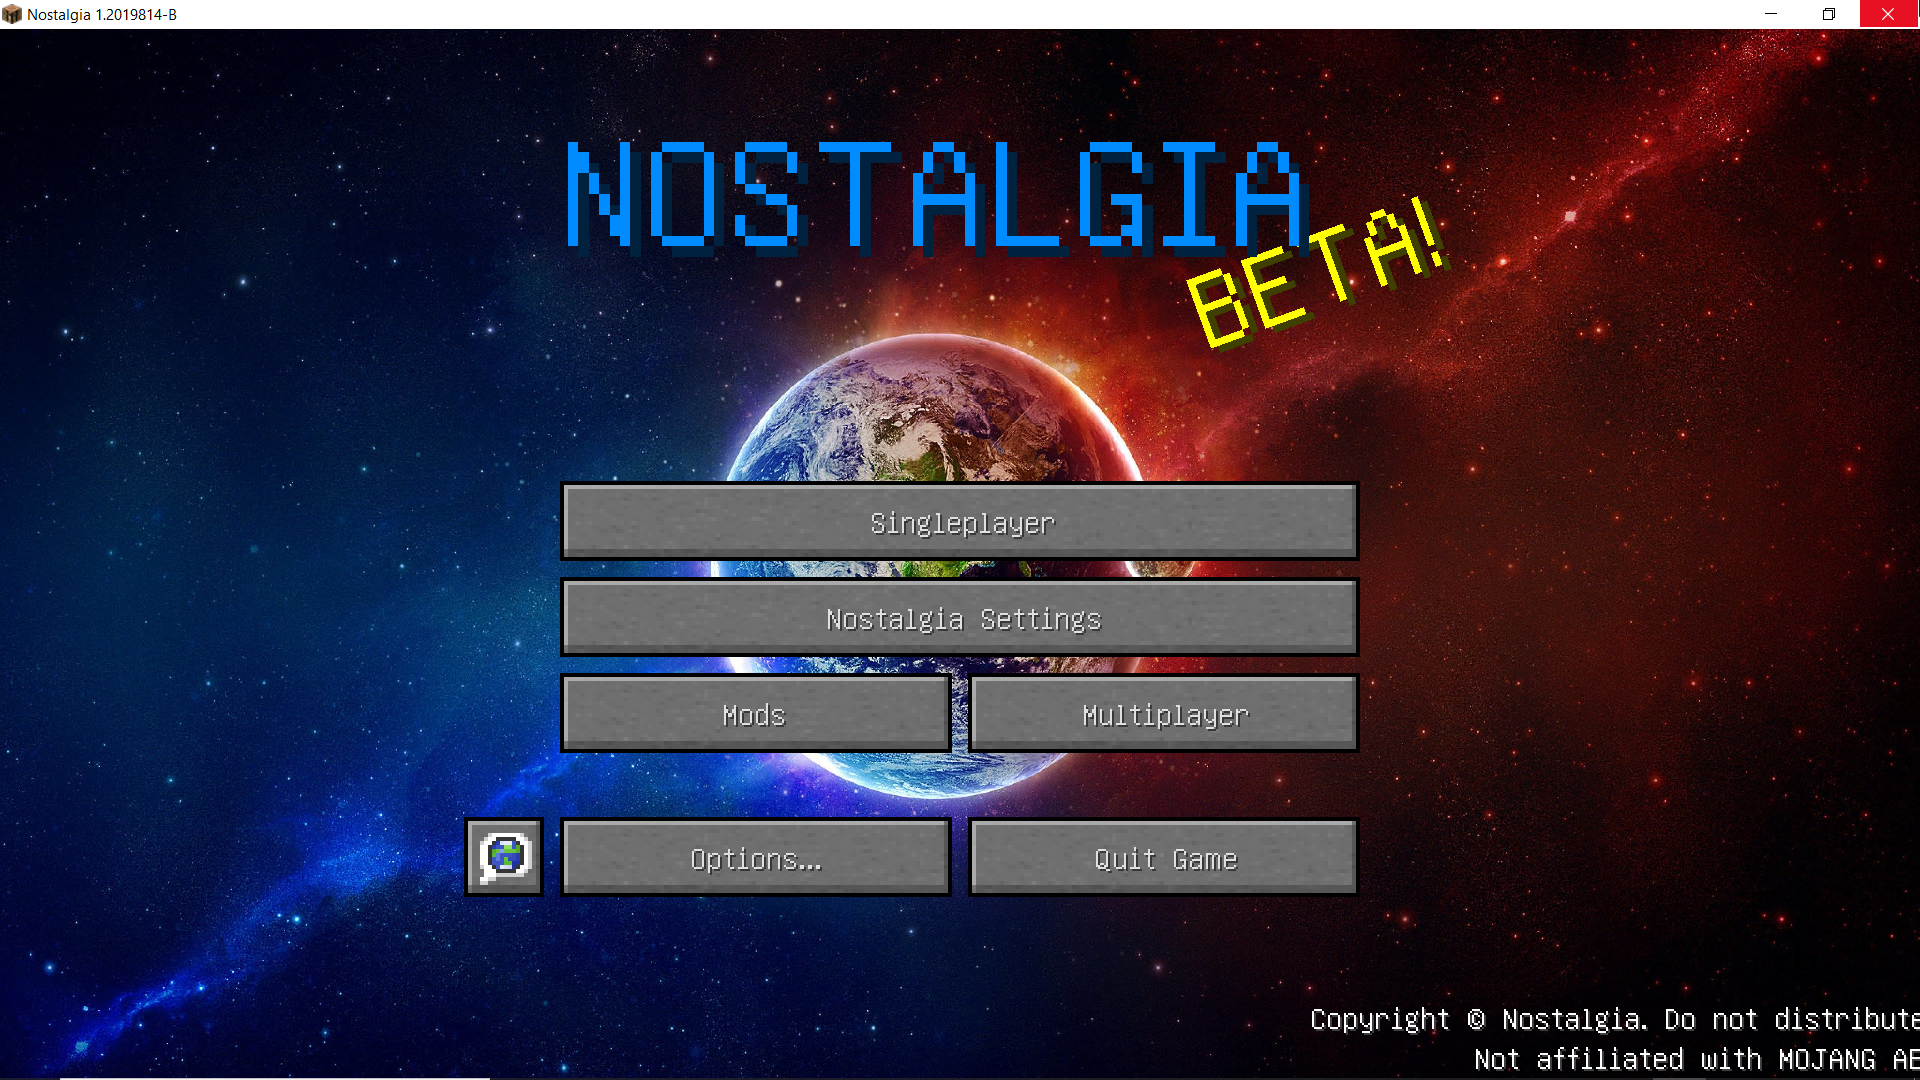 Nostalgia 1.2019814-B
NOSTALGIA
BETA!
Singleplayer
Nostalgia Settings
Mods
Multiplayer
Options...
Quit Game
Copyright © Nostalgia. Do not distribute
Not affiliated with MOJANG AB